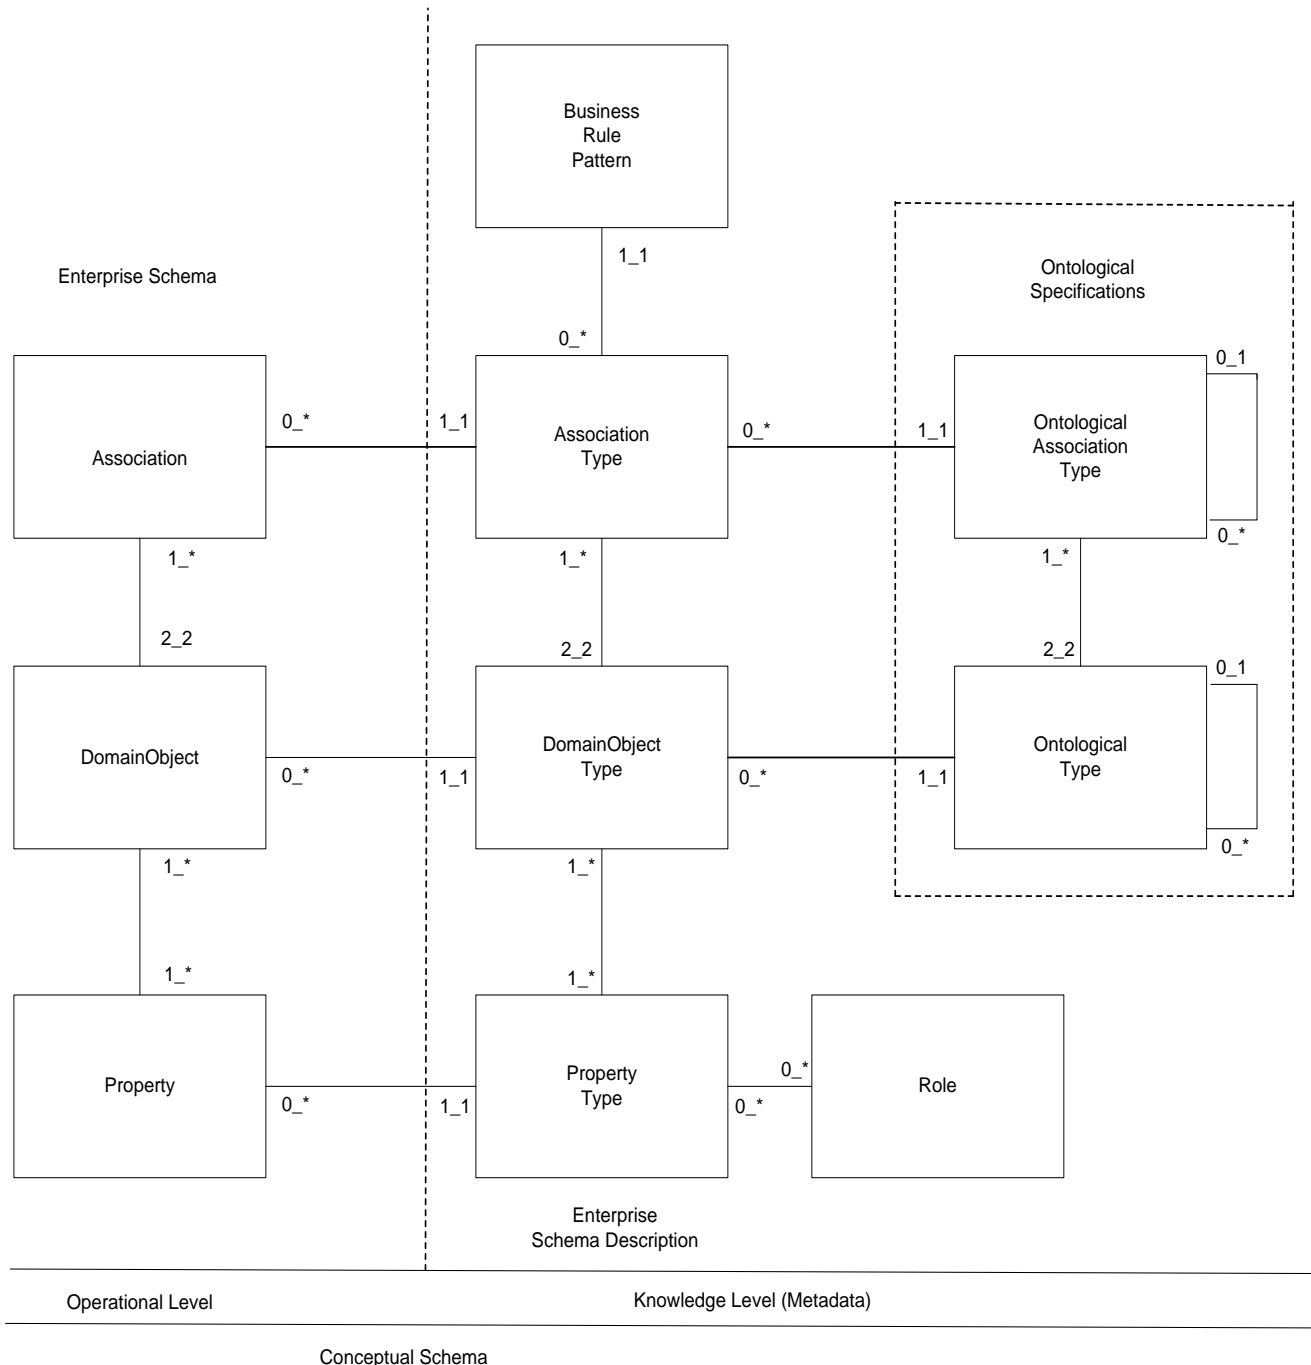 Business
Rule
Pattern
1_1
Enterprise Schema
Ontological
Specifications
0_*
0_1
Association
0_*
1_1
Association
Type
0_*
1_1
Ontological
Association
Type
0_*
1_*
1_*
1_*
2_2
2_2
2_2
0_1
DomainObject
0_*
1_1
DomainObject
Type
0_*
1_1
Ontological
Type
0_*
1_*
1_*
1_*
1_*
Property
0_*
1_1
Property
Type
0_*
0_*
Role
Enterprise
Schema Description
Operational Level
Knowledge Level (Metadata)
Conceptual Schema